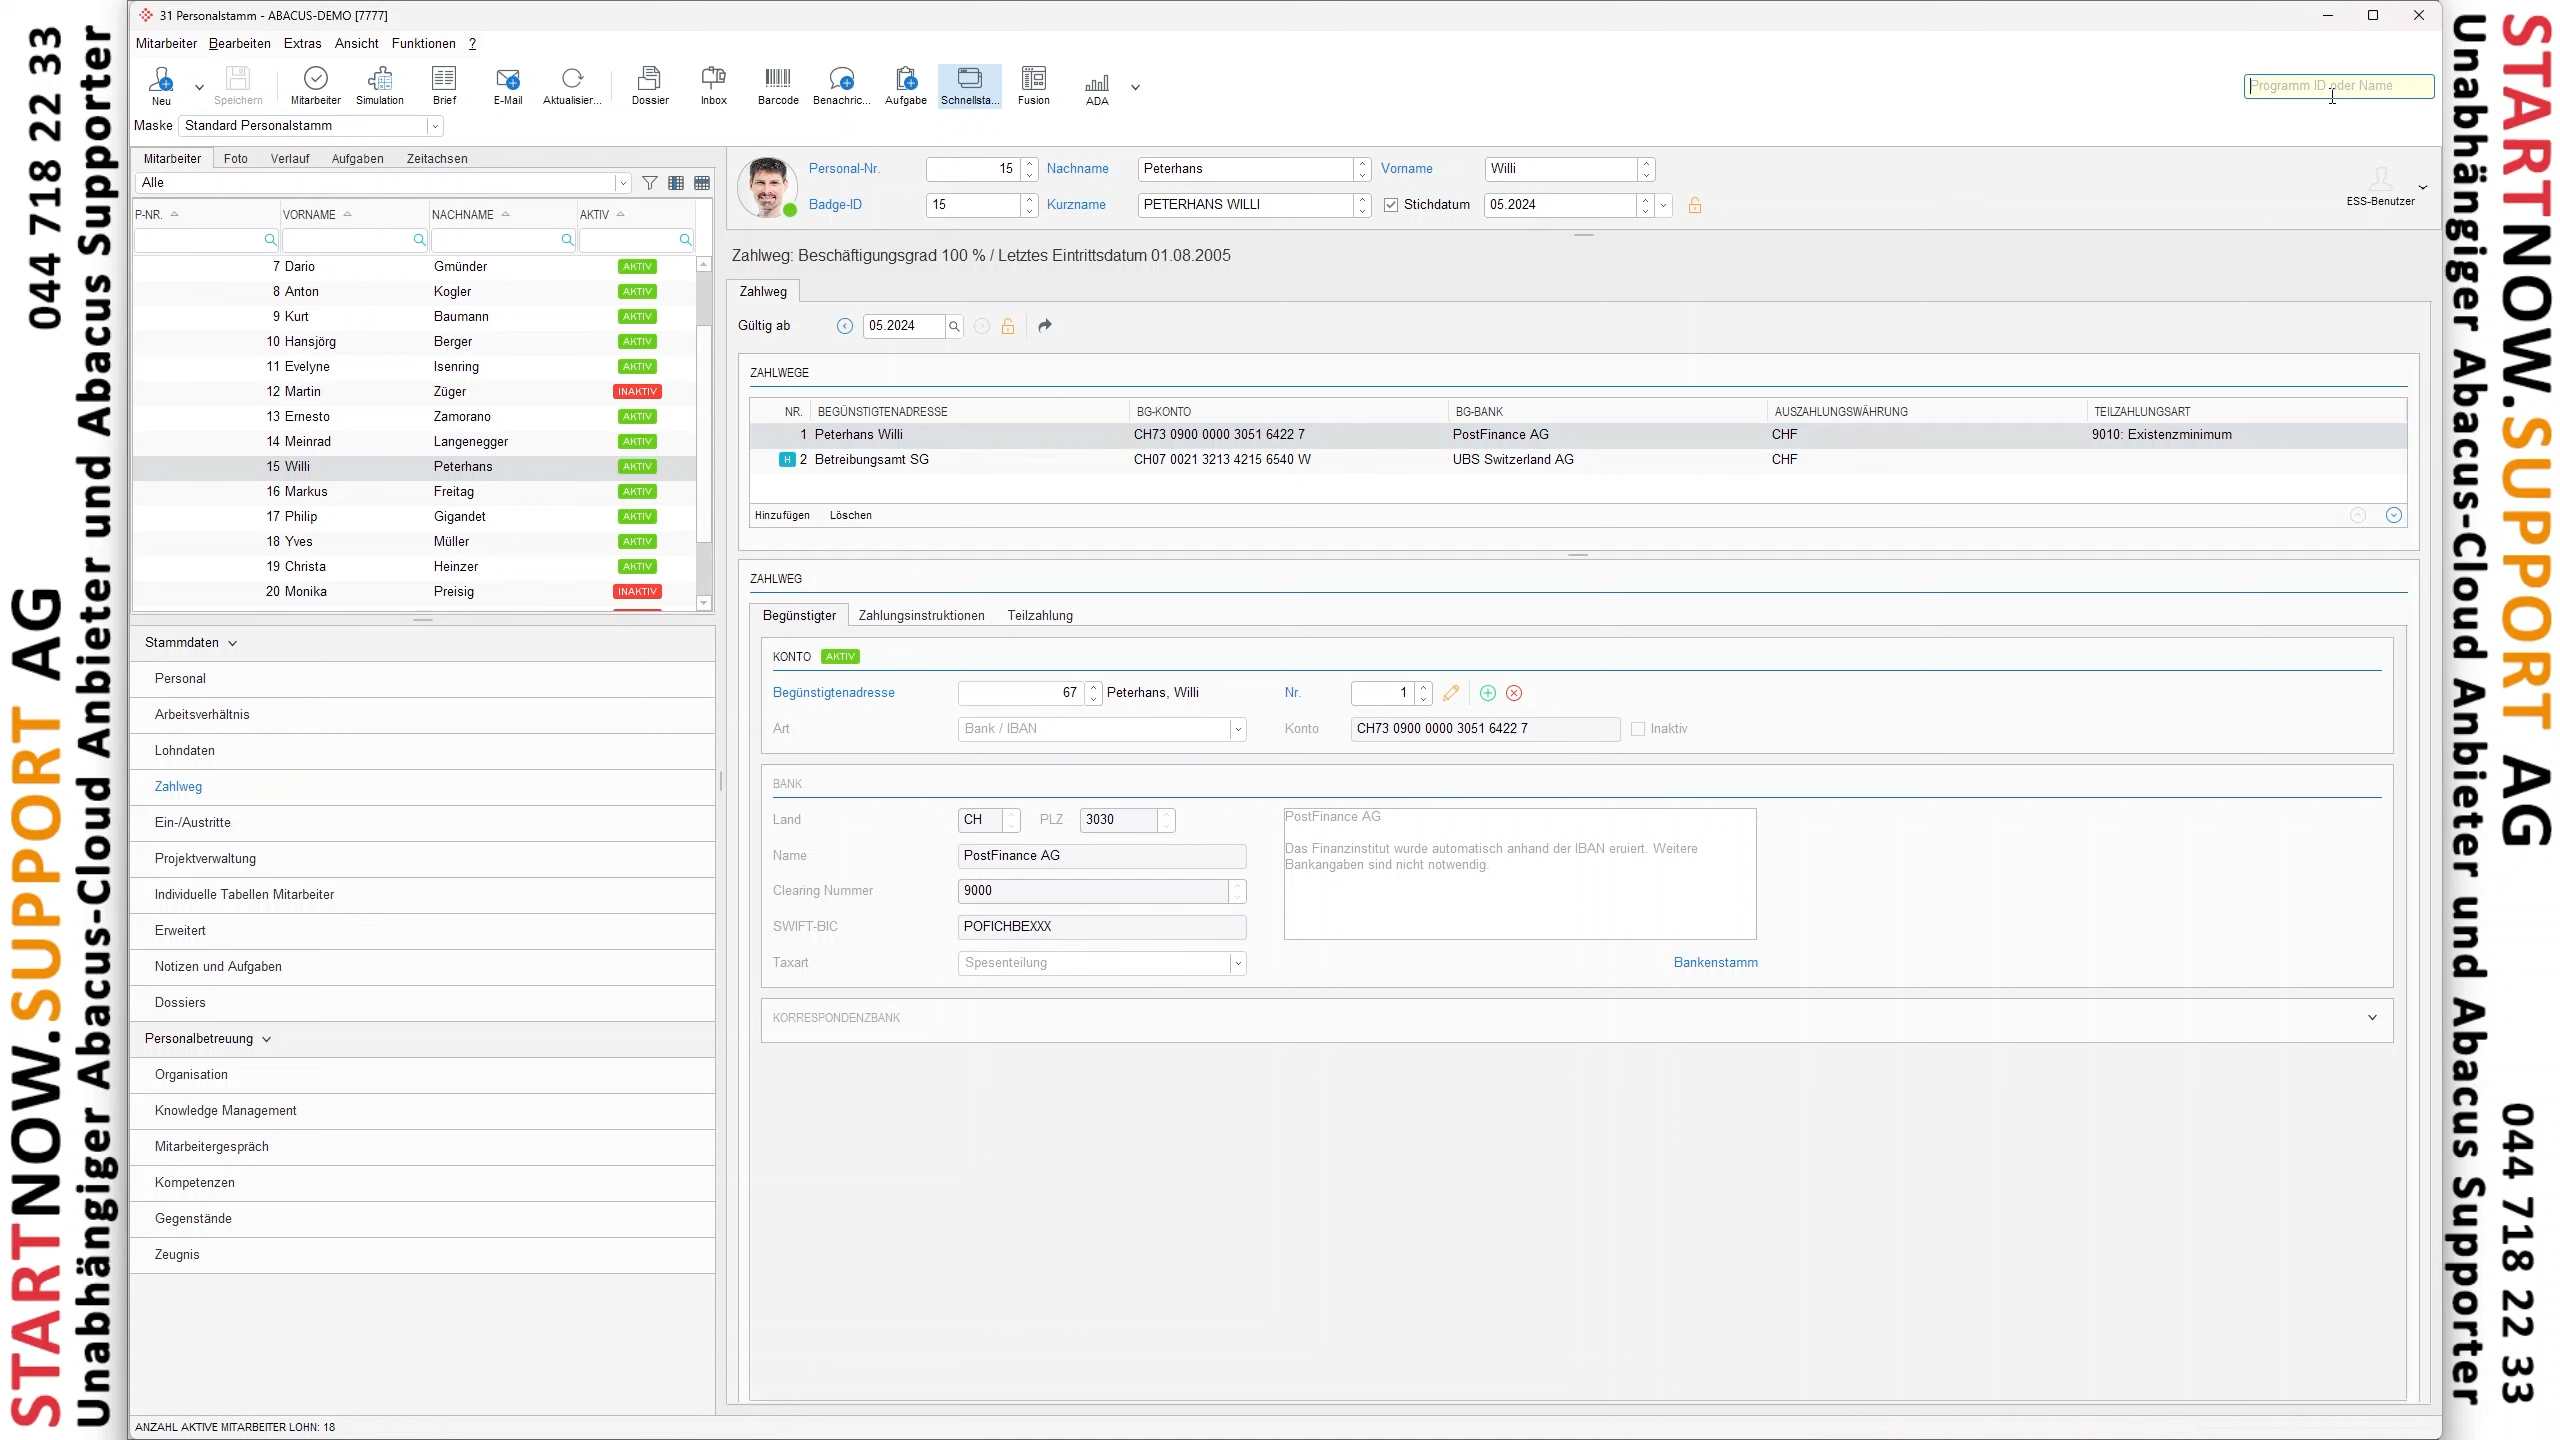 STARTNOW.SUPPORT AG
Unabhängiger Abacus-Cloud Anbieter und Abacus Supporter
044 718 22 33
31 Personalstamm - ABACUS-DEMO [7777]
Mitarbeiter Bearbeiten Extras Ansicht Funktionen ?
Neu Speichern Mitarbeiter Simulation Brief E-Mail Aktualisier... Dossier Inbox Barcode Benachric... Aufgabe Schnellsta... Fusion ADA
Programm ID oder Name
Maske Standard Personalstamm
Mitarbeiter Foto Verlauf Aufgaben Zeitachsen
Alle
P-NR. VORNAME NACHNAME AKTIV
7 Dario Gmünder AKTIV
8 Anton Kogler AKTIV
9 Kurt Baumann AKTIV
10 Hansjörg Berger AKTIV
11 Evelyne Isenring AKTIV
12 Martin Züger INAKTIV
13 Ernesto Zamorano AKTIV
14 Meinrad Langenegger AKTIV
15 Willi Peterhans AKTIV
16 Markus Freitag AKTIV
17 Philip Gigandet AKTIV
18 Yves Müller AKTIV
19 Christa Heinzer AKTIV
20 Monika Preisig INAKTIV
Stammdaten
Personal
Arbeitsverhältnis
Lohndaten
Zahlweg
Ein-/Austritte
Projektverwaltung
Individuelle Tabellen Mitarbeiter
Erweitert
Notizen und Aufgaben
Dossiers
Personalbetreuung
Organisation
Knowledge Management
Mitarbeitergespräch
Kompetenzen
Gegenstände
Zeugnis
ANZAHL AKTIVE MITARBEITER LOHN: 18
Personal-Nr. 15 Nachname Peterhans Vorname Willi
Badge-ID 15 Kurzname PETERHANS WILLI Stichdatum 05.2024
ESS-Benutzer
Zahlweg: Beschäftigungsgrad 100 % / Letztes Eintrittsdatum 01.08.2005
Zahlweg
Gültig ab 05.2024
ZAHLWEGE
NR. BEGÜNSTIGTENADRESSE BG-KONTO BG-BANK AUSZAHLUNGSWÄHRUNG TEILZAHLUNGSART
1 Peterhans Willi CH73 0900 0000 3051 6422 7 PostFinance AG CHF 9010: Existenzminimum
H 2 Betreibungsamt SG CH07 0021 3213 4215 6540 W UBS Switzerland AG CHF
Hinzufügen Löschen
ZAHLWEG
Begünstigter Zahlungsinstruktionen Teilzahlung
KONTO AKTIV
Begünstigtenadresse 67 Peterhans, Willi Nr. 1
Art Bank / IBAN Konto CH73 0900 0000 3051 6422 7 Inaktiv
BANK
Land CH PLZ 3030
Name PostFinance AG
Clearing Nummer 9000
SWIFT-BIC POFICHBEXXX
Taxart Spesenteilung
PostFinance AG
Das Finanzinstitut wurde automatisch anhand der IBAN eruiert. Weitere
Bankangaben sind nicht notwendig.
Bankenstamm
KORRESPONDENZBANK
STARTNOW.SUPPORT AG
Unabhängiger Abacus-Cloud Anbieter und Abacus Supporter
044 718 22 33